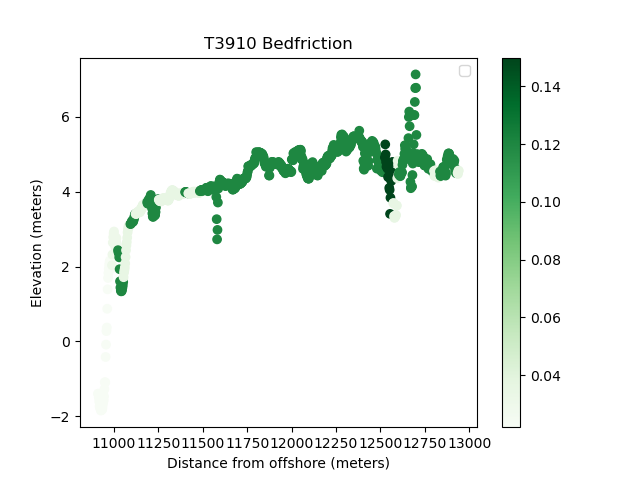 T3910 Bedfriction
Elevation (meters)
6
4
2
0
−2
11000 11250 11500 11750 12000 12250 12500 12750 13000
Distance from offshore (meters)
0.14
0.12
0.10
0.08
0.06
0.04